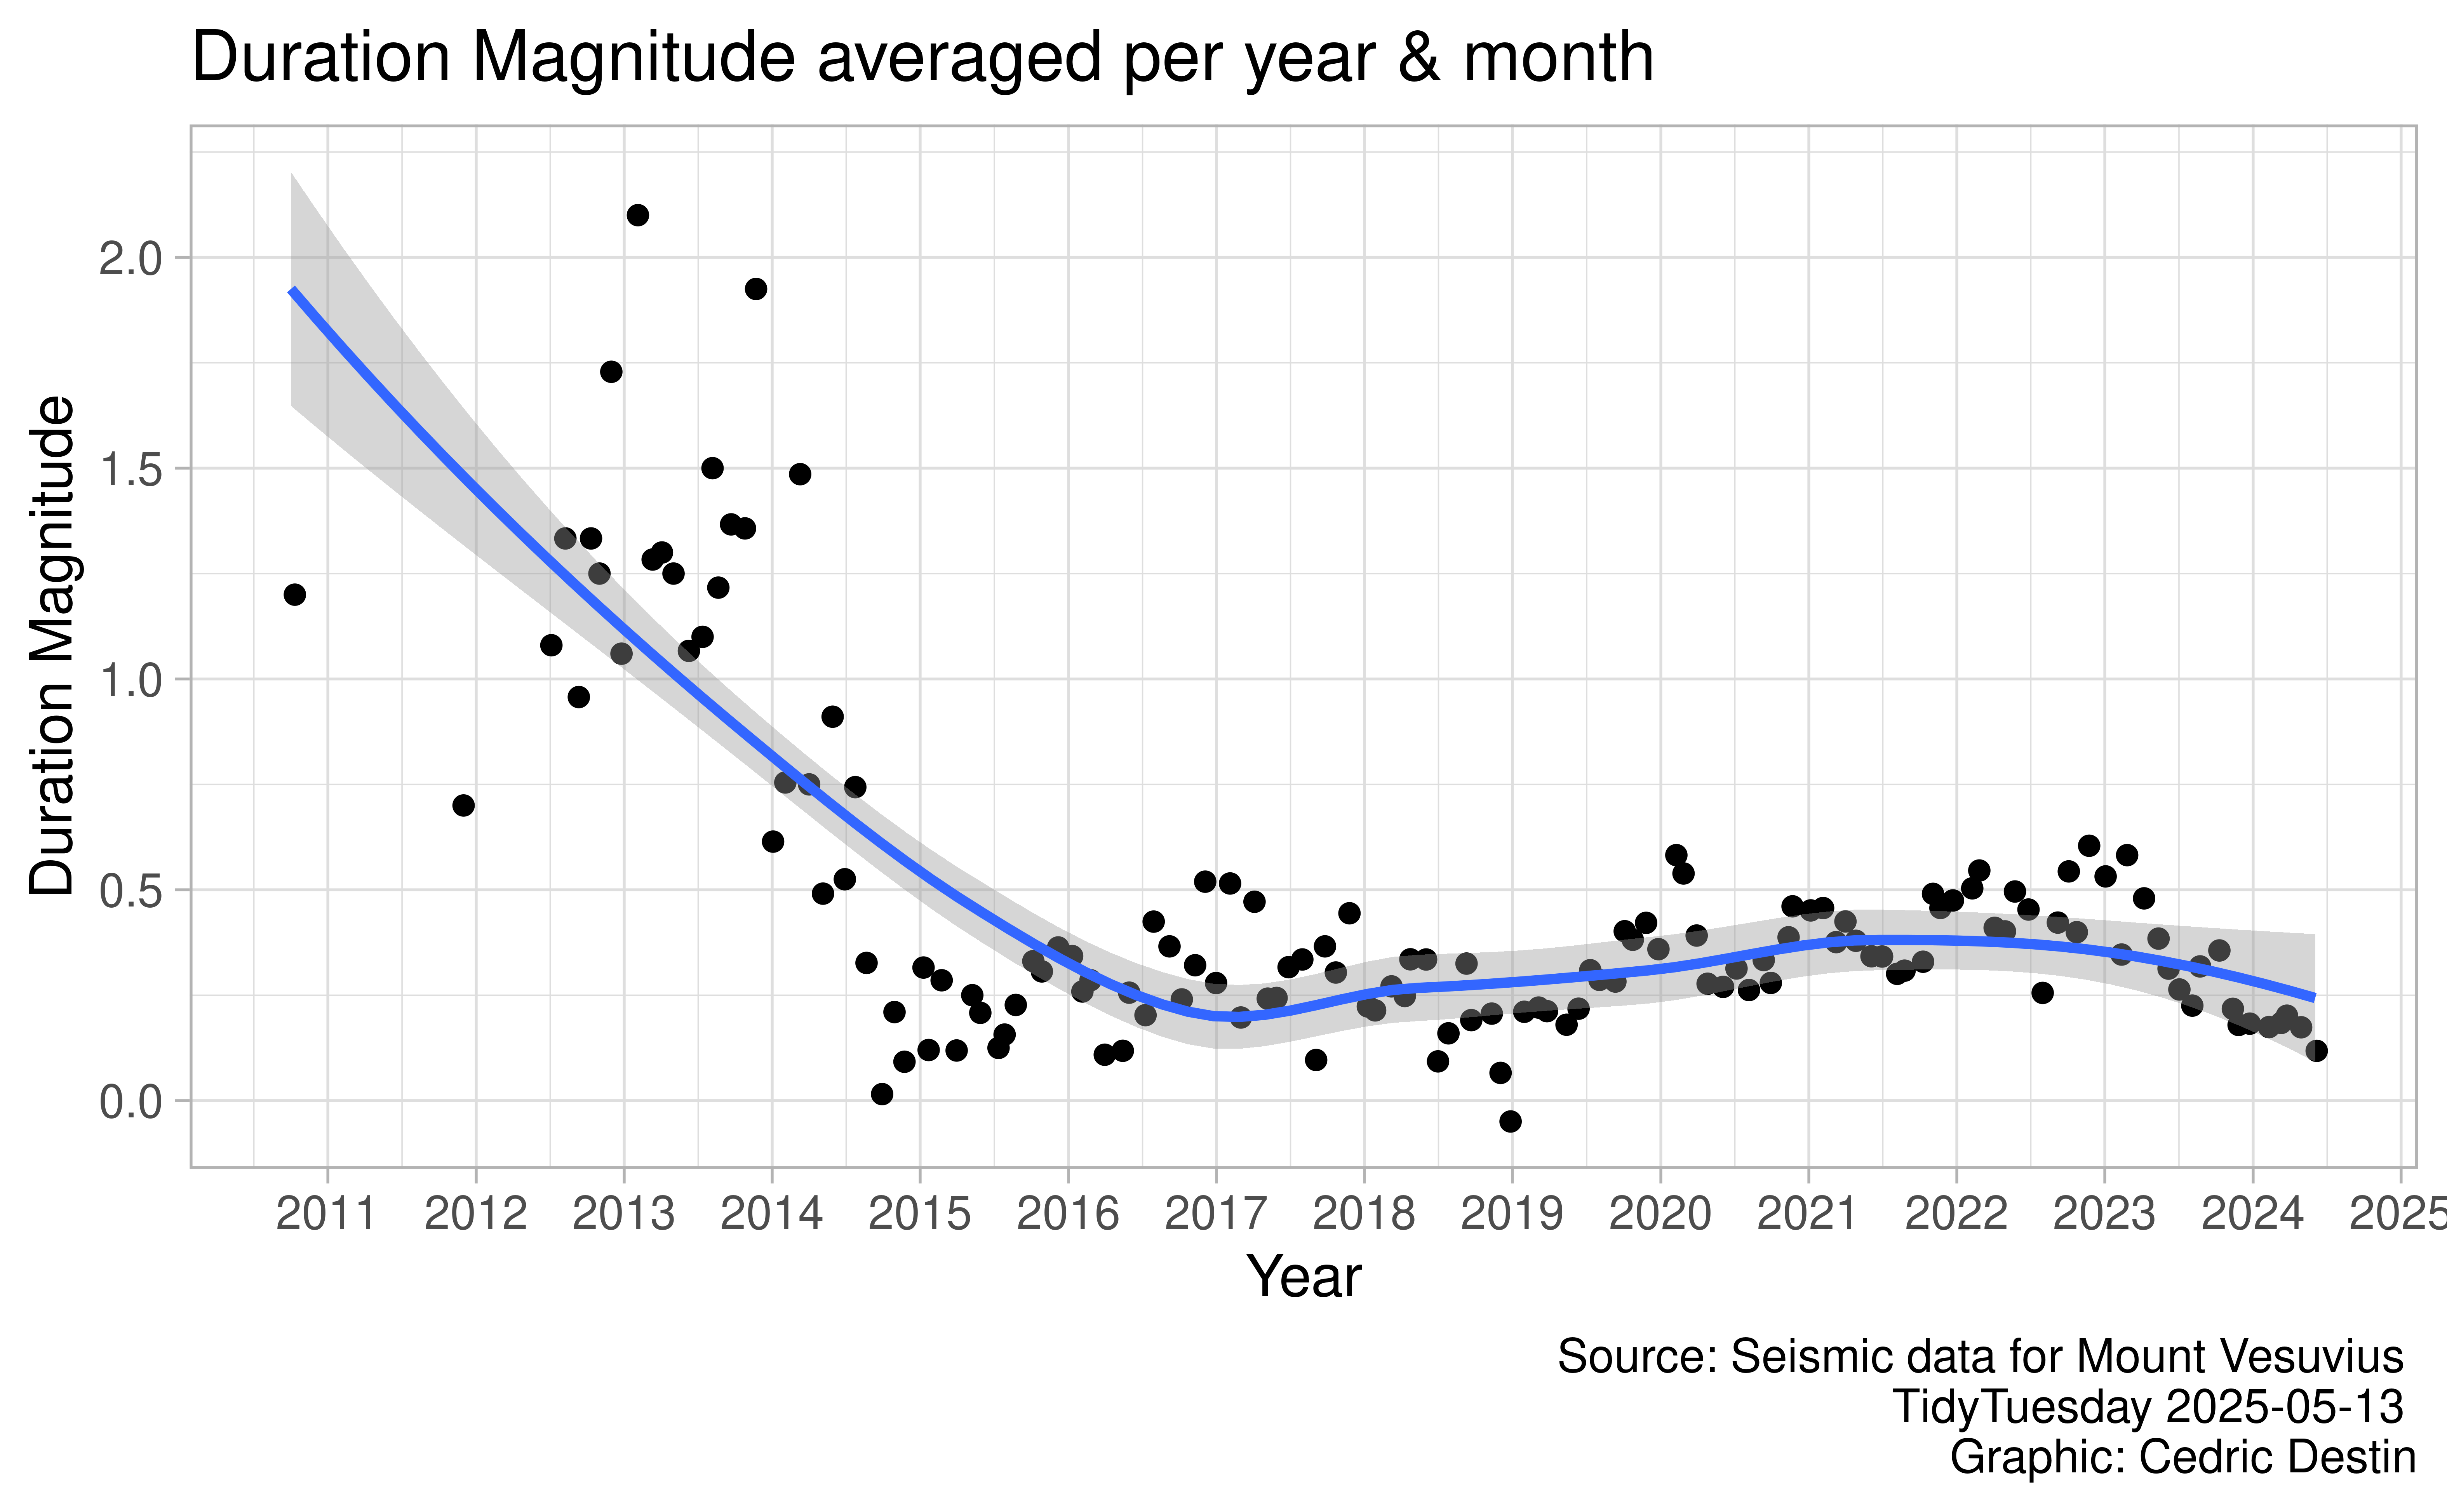 Duration Magnitude averaged per year & month
Duration Magnitude
2.0
1.5
1.0
0.5
0.0
2011 2012 2013 2014 2015 2016 2017 2018 2019 2020 2021 2022 2023 2024 2025
Year
Source: Seismic data for Mount Vesuvius
TidyTuesday 2025-05-13
Graphic: Cedric Destin